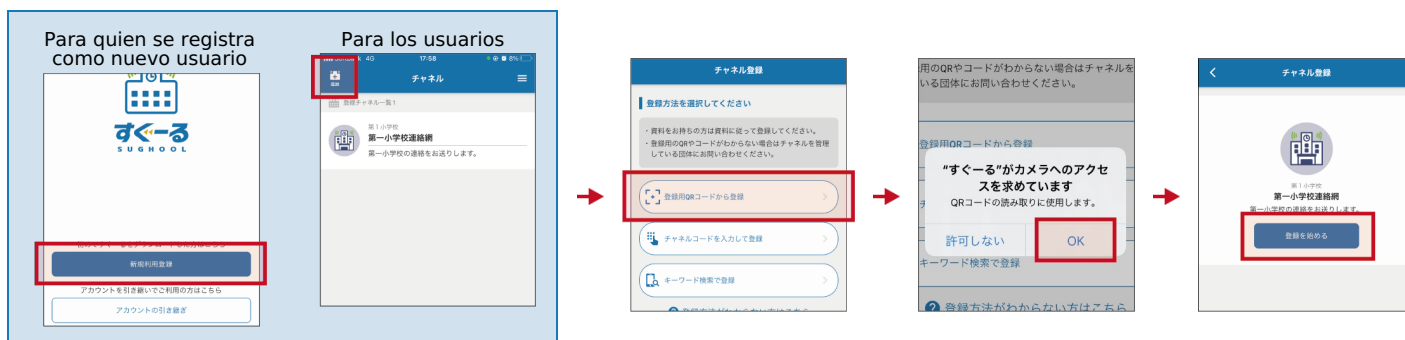 Para quien se registra
como nuevo usuario
すぐーる
SUGHOOL
新規利用登録
アカウントを引き継いでご利用の方はこちら
アカウントの引き継ぎ
Para los usuarios
4G 17:58 8%
追加 チャネル
登録チャネル一覧1
第1小学校
第一小学校連絡網
第一小学校の連絡をお送りします。
チャネル登録
登録方法を選択してください
・資料をお持ちの方は資料に従って登録してください。
・登録用のQRやコードがわからない場合はチャネルを管理
している団体にお問い合わせください。
登録用QRコードから登録
チャネルコードを入力して登録
キーワード検索で登録
用のQRやコードがわからない場合はチャネルを
いる団体にお問い合わせください。
登録用QRコードから登録
"すぐーる"がカメラへのアクセ
スを求めています
QRコードの読み取りに使用します。
許可しない OK
キーワード検索で登録
登録方法がわからない方はこちら
チャネル登録
第1小学校
第一小学校連絡網
第一小学校の連絡をお送りします。
登録を始める